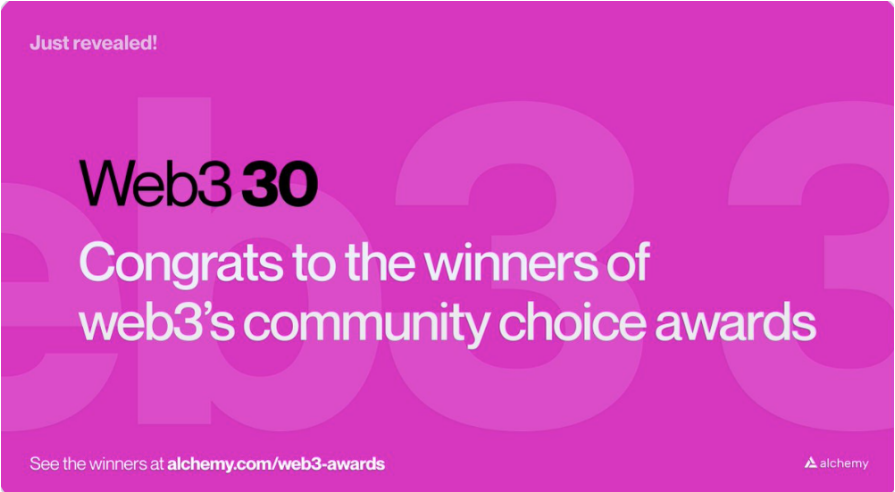 Just revealed!
Web3 30
Congrats to the winners of
web3’s community choice awards
See the winners at alchemy.com/web3-awards
alchemy